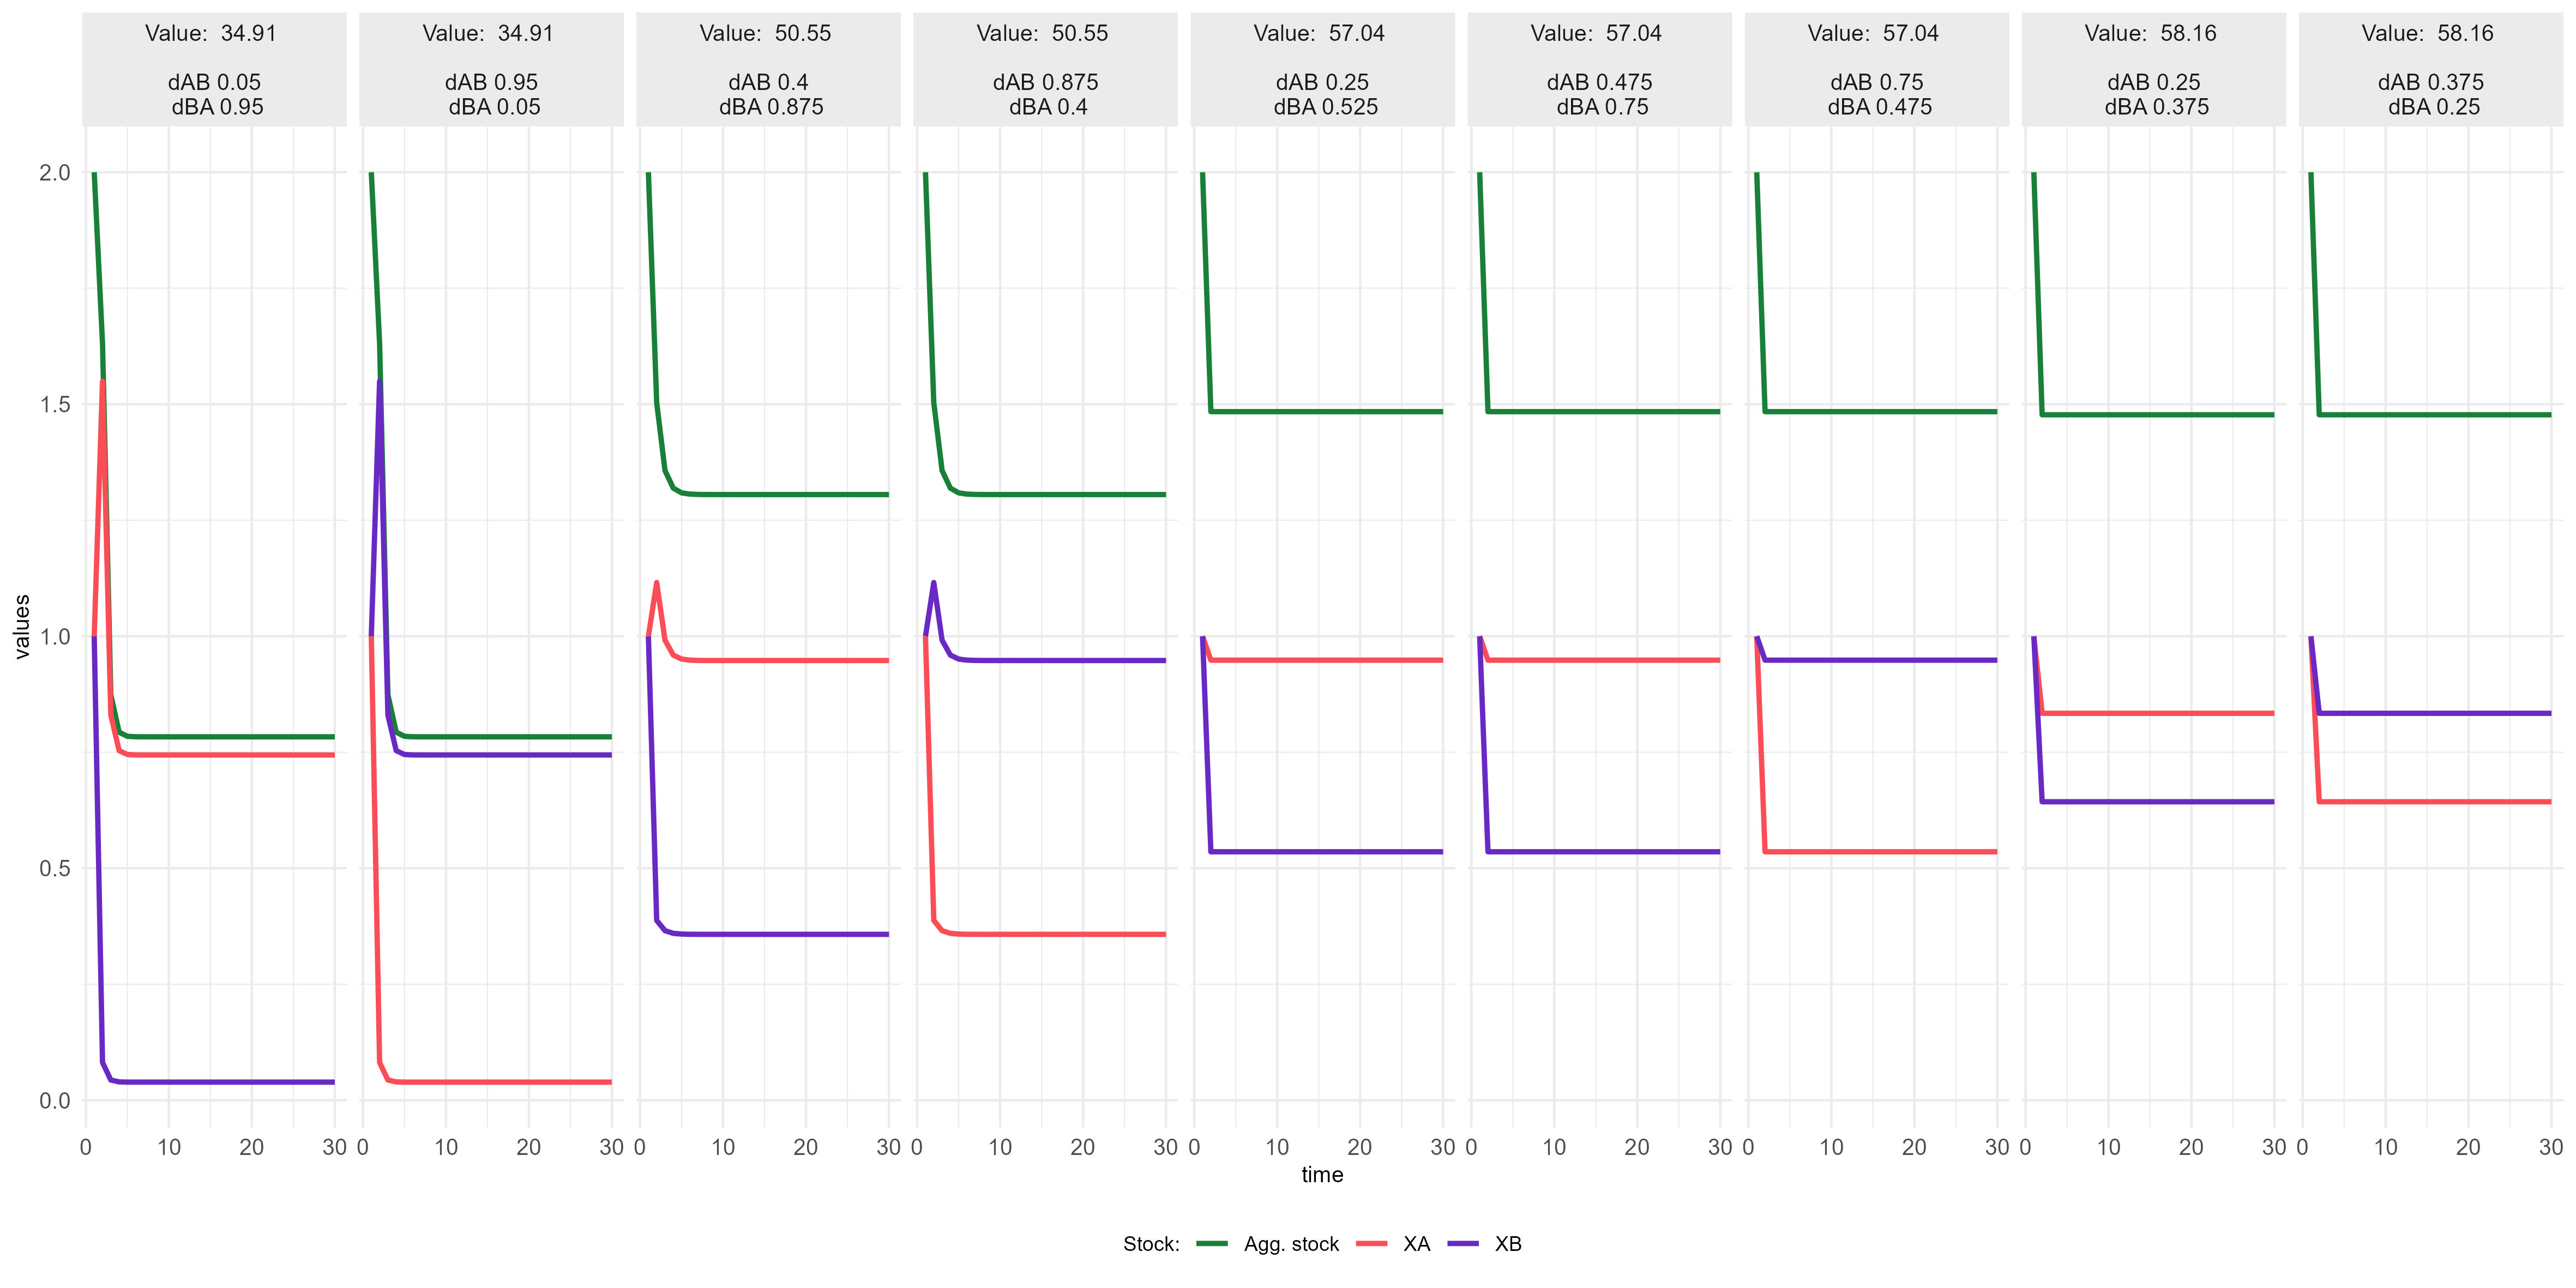 Value: 34.91 Value: 34.91 Value: 50.55 Value: 50.55 Value: 57.04 Value: 57.04 Value: 57.04 Value: 58.16 Value: 58.16
dAB 0.05 dAB 0.95 dAB 0.4 dAB 0.875 dAB 0.25 dAB 0.475 dAB 0.75 dAB 0.25 dAB 0.375
dBA 0.95 dBA 0.05 dBA 0.875 dBA 0.4 dBA 0.525 dBA 0.75 dBA 0.475 dBA 0.375 dBA 0.25
2.0
1.5
1.0
0.5
0.0
values
0 10 20 30 0 10 20 30 0 10 20 30 0 10 20 30 0 10 20 30 0 10 20 30 0 10 20 30 0 10 20 30 0 10 20 30
time
Stock: Agg. stock XA XB